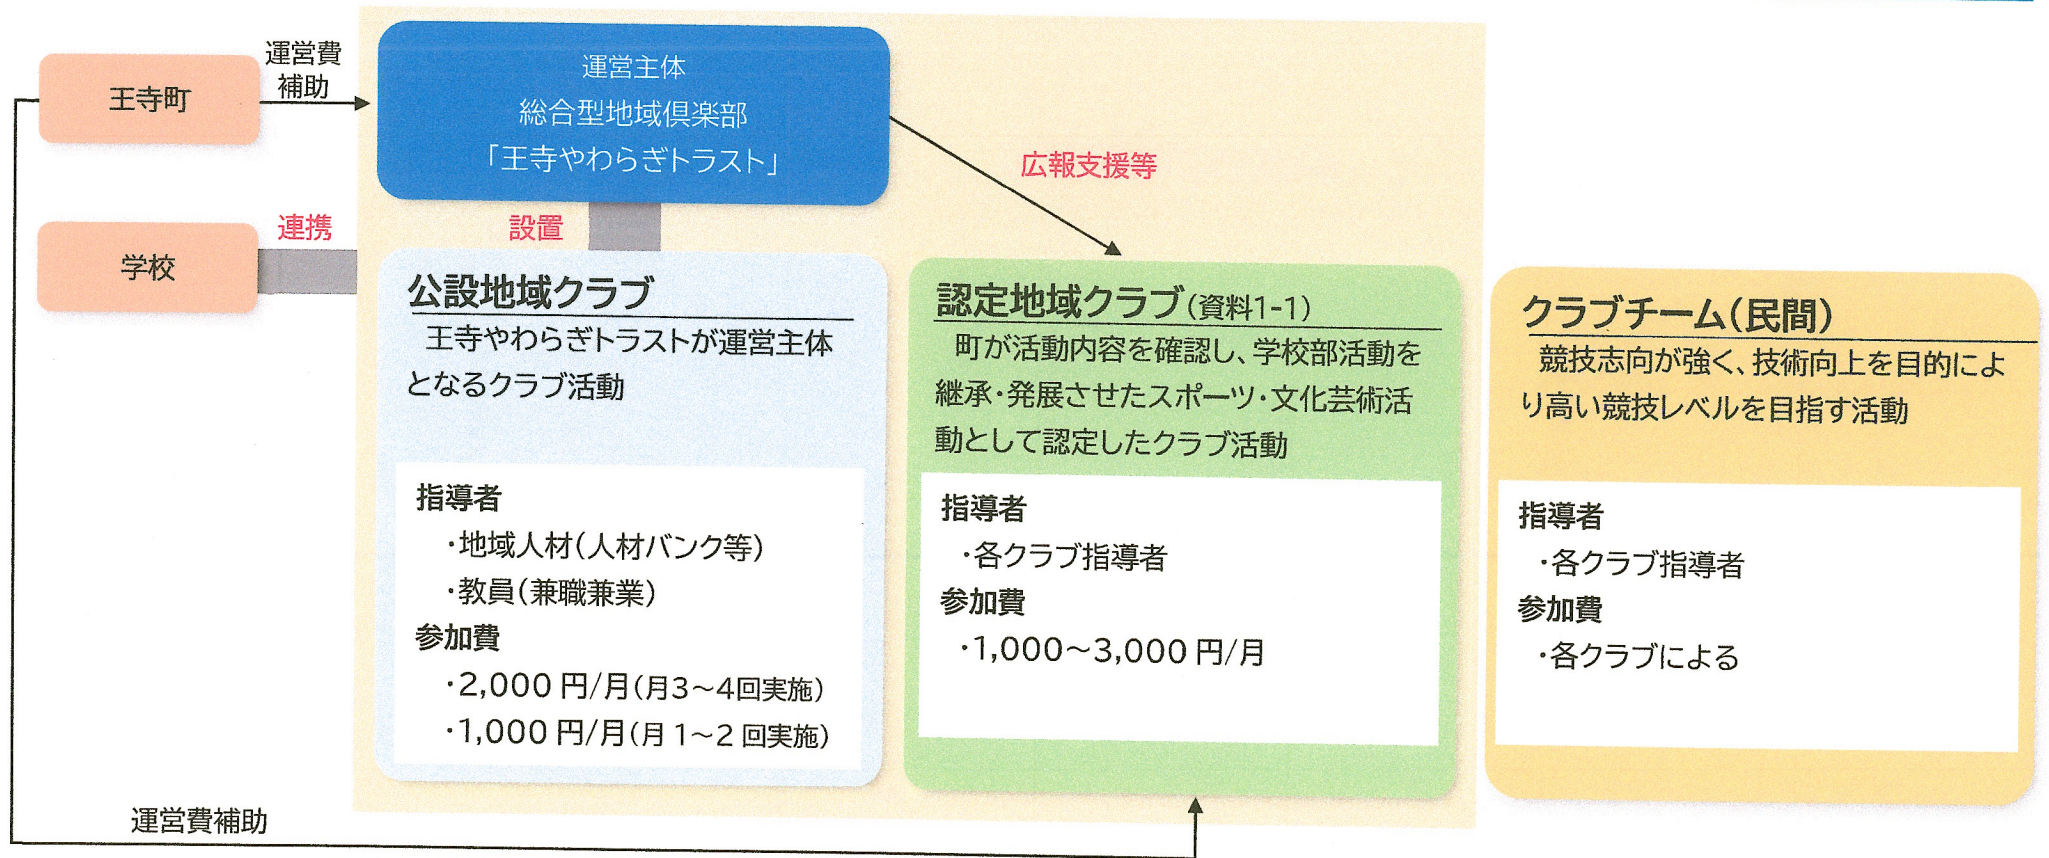 運営費
補助
王寺町
運営主体
総合型地域倶楽部
「王寺やわらぎトラスト」
広報支援等
学校
連携
設置
公設地域クラブ
王寺やわらぎトラストが運営主体
となるクラブ活動
指導者
・地域人材(人材バンク等)
・教員(兼職兼業)
参加費
・2,000 円/月(月3～4回実施)
・1,000 円/月(月 1～2 回実施)
認定地域クラブ(資料1-1)
町が活動内容を確認し、学校部活動を
継承・発展させたスポーツ・文化芸術活
動として認定したクラブ活動
指導者
・各クラブ指導者
参加費
・1,000～3,000 円/月
クラブチーム(民間)
競技志向が強く、技術向上を目的によ
り高い競技レベルを目指す活動
指導者
・各クラブ指導者
参加費
・各クラブによる
運営費補助